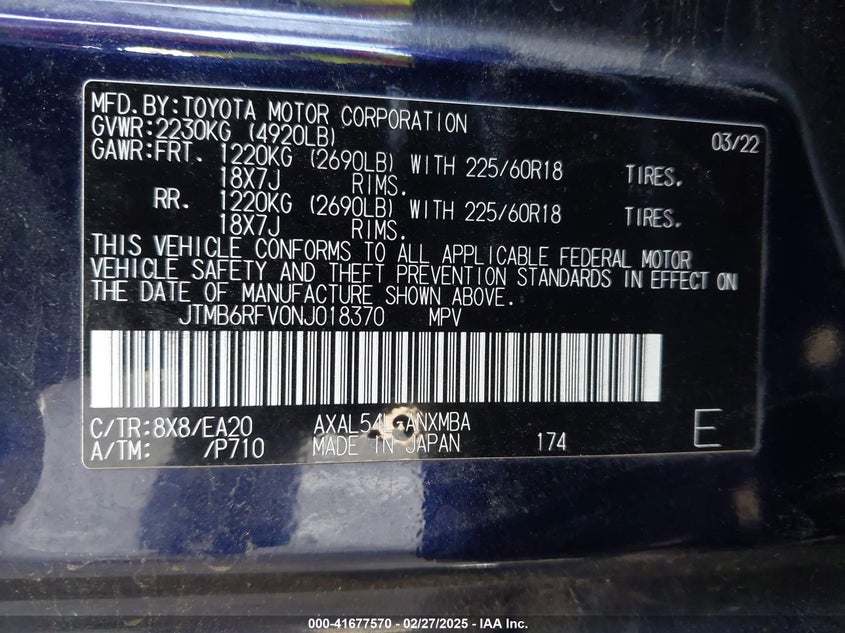 MFD.BY:TOYOTA MOTOR CORPORATION 03/22
GVWR:2230KG (4920LB)
GAWR:FRT. 1220KG (2690LB) WITH 225/60R18 TIRES.
18X7J RIMS.
RR. 1220KG (2690LB) WITH 225/60R18 TIRES.
18X7J RIMS.
THIS VEHICLE CONFORMS TO ALL APPLICABLE FEDERAL MOTOR
VEHICLE SAFETY AND THEFT PREVENTION STANDARDS IN EFFECT ON
THE DATE OF MANUFACTURE SHOWN ABOVE.
JTMB6RFV0NJ018370 MPV
C/TR:8X8/EA20 AXAL54L-ANXMBA
A/TM: /P710 MADE IN JAPAN 174 E
000-41677570 — 02/27/2025 — IAA Inc.